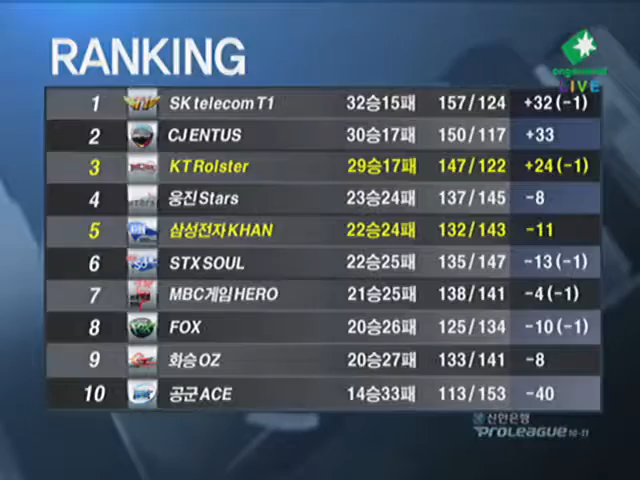 RANKING
ongamenet
LIVE
1 SK telecom T1 32승15패 157/124 +32 (-1)
2 CJ ENTUS 30승17패 150/117 +33
3 KT Rolster 29승17패 147/122 +24 (-1)
4 웅진 Stars 23승24패 137/145 -8
5 삼성전자 KHAN 22승24패 132/143 -11
6 STX SOUL 22승25패 135/147 -13 (-1)
7 MBC게임 HERO 21승25패 138/141 -4 (-1)
8 FOX 20승26패 125/134 -10 (-1)
9 화승 OZ 20승27패 133/141 -8
10 공군 ACE 14승33패 113/153 -40
신한은행
PROLEAGUE 10-11